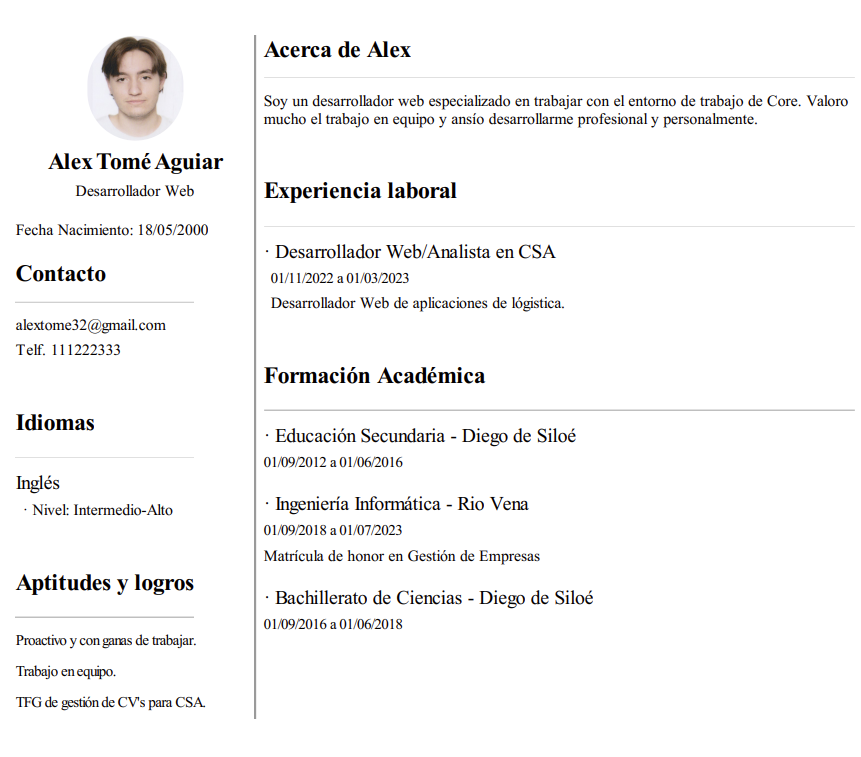 Alex Tomé Aguiar
Desarrollador Web
Fecha Nacimiento: 18/05/2000
Contacto
alextome32@gmail.com
Telf. 111222333
Idiomas
Inglés
· Nivel: Intermedio-Alto
Aptitudes y logros
Proactivo y con ganas de trabajar.
Trabajo en equipo.
TFG de gestión de CV's para CSA.
Acerca de Alex
Soy un desarrollador web especializado en trabajar con el entorno de trabajo de Core. Valoro
mucho el trabajo en equipo y ansío desarrollarme profesional y personalmente.
Experiencia laboral
· Desarrollador Web/Analista en CSA
01/11/2022 a 01/03/2023
Desarrollador Web de aplicaciones de lógistica.
Formación Académica
· Educación Secundaria - Diego de Siloé
01/09/2012 a 01/06/2016
· Ingeniería Informática - Rio Vena
01/09/2018 a 01/07/2023
Matrícula de honor en Gestión de Empresas
· Bachillerato de Ciencias - Diego de Siloé
01/09/2016 a 01/06/2018